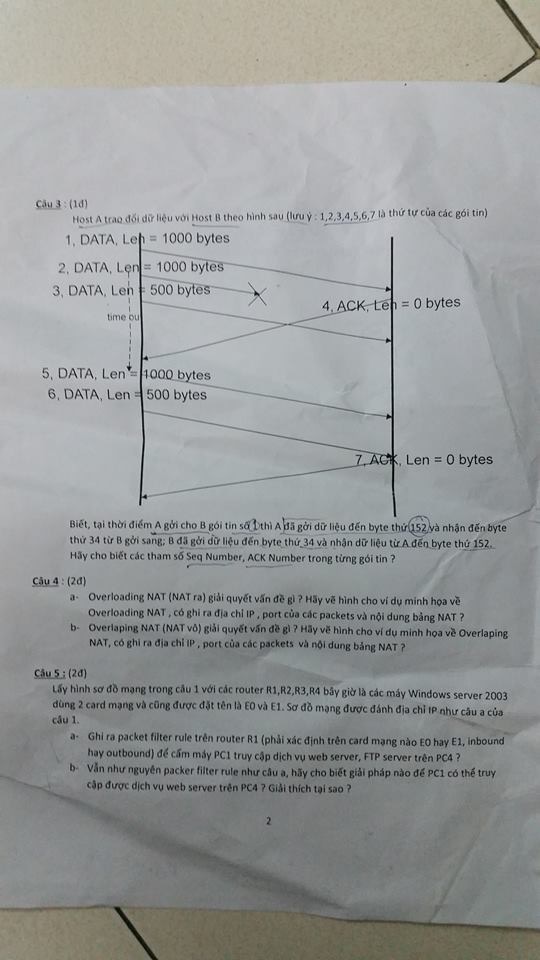 Câu 3 : (1đ)
Host A trao đổi dữ liệu với Host B theo hình sau (lưu ý : 1,2,3,4,5,6,7 là thứ tự của các gói tin)
1, DATA, Len = 1000 bytes
2, DATA, Len = 1000 bytes
3, DATA, Len = 500 bytes
4, ACK, Len = 0 bytes
time ou
5, DATA, Len = 1000 bytes
6, DATA, Len = 500 bytes
7, ACK, Len = 0 bytes
Biết, tại thời điểm A gởi cho B gói tin số 1 thì A đã gởi dữ liệu đến byte thứ 152 và nhận đến byte
thứ 34 từ B gởi sang; B đã gởi dữ liệu đến byte thứ 34 và nhận dữ liệu từ A đến byte thứ 152.
Hãy cho biết các tham số Seq Number, ACK Number trong từng gói tin ?
Câu 4 : (2đ)
a- Overloading NAT (NAT ra) giải quyết vấn đề gì ? Hãy vẽ hình cho ví dụ minh họa về
Overloading NAT , có ghi ra địa chỉ IP , port của các packets và nội dung bảng NAT ?
b- Overlaping NAT (NAT vô) giải quyết vấn đề gì ? Hãy vẽ hình cho ví dụ minh họa về Overlaping
NAT, có ghi ra địa chỉ IP , port của các packets và nội dung bảng NAT ?
Câu 5 : (2đ)
Lấy hình sơ đồ mạng trong câu 1 với các router R1,R2,R3,R4 bây giờ là các máy Windows server 2003
dùng 2 card mạng và cũng được đặt tên là E0 và E1. Sơ đồ mạng được đánh địa chỉ IP như câu a của
câu 1.
a- Ghi ra packet filter rule trên router R1 (phải xác định trên card mạng nào E0 hay E1, inbound
hay outbound) để cấm máy PC1 truy cập dịch vụ web server, FTP server trên PC4 ?
b- Vẫn như nguyên packer filter rule như câu a, hãy cho biết giải pháp nào để PC1 có thể truy
cập được dịch vụ web server trên PC4 ? Giải thích tại sao ?
2